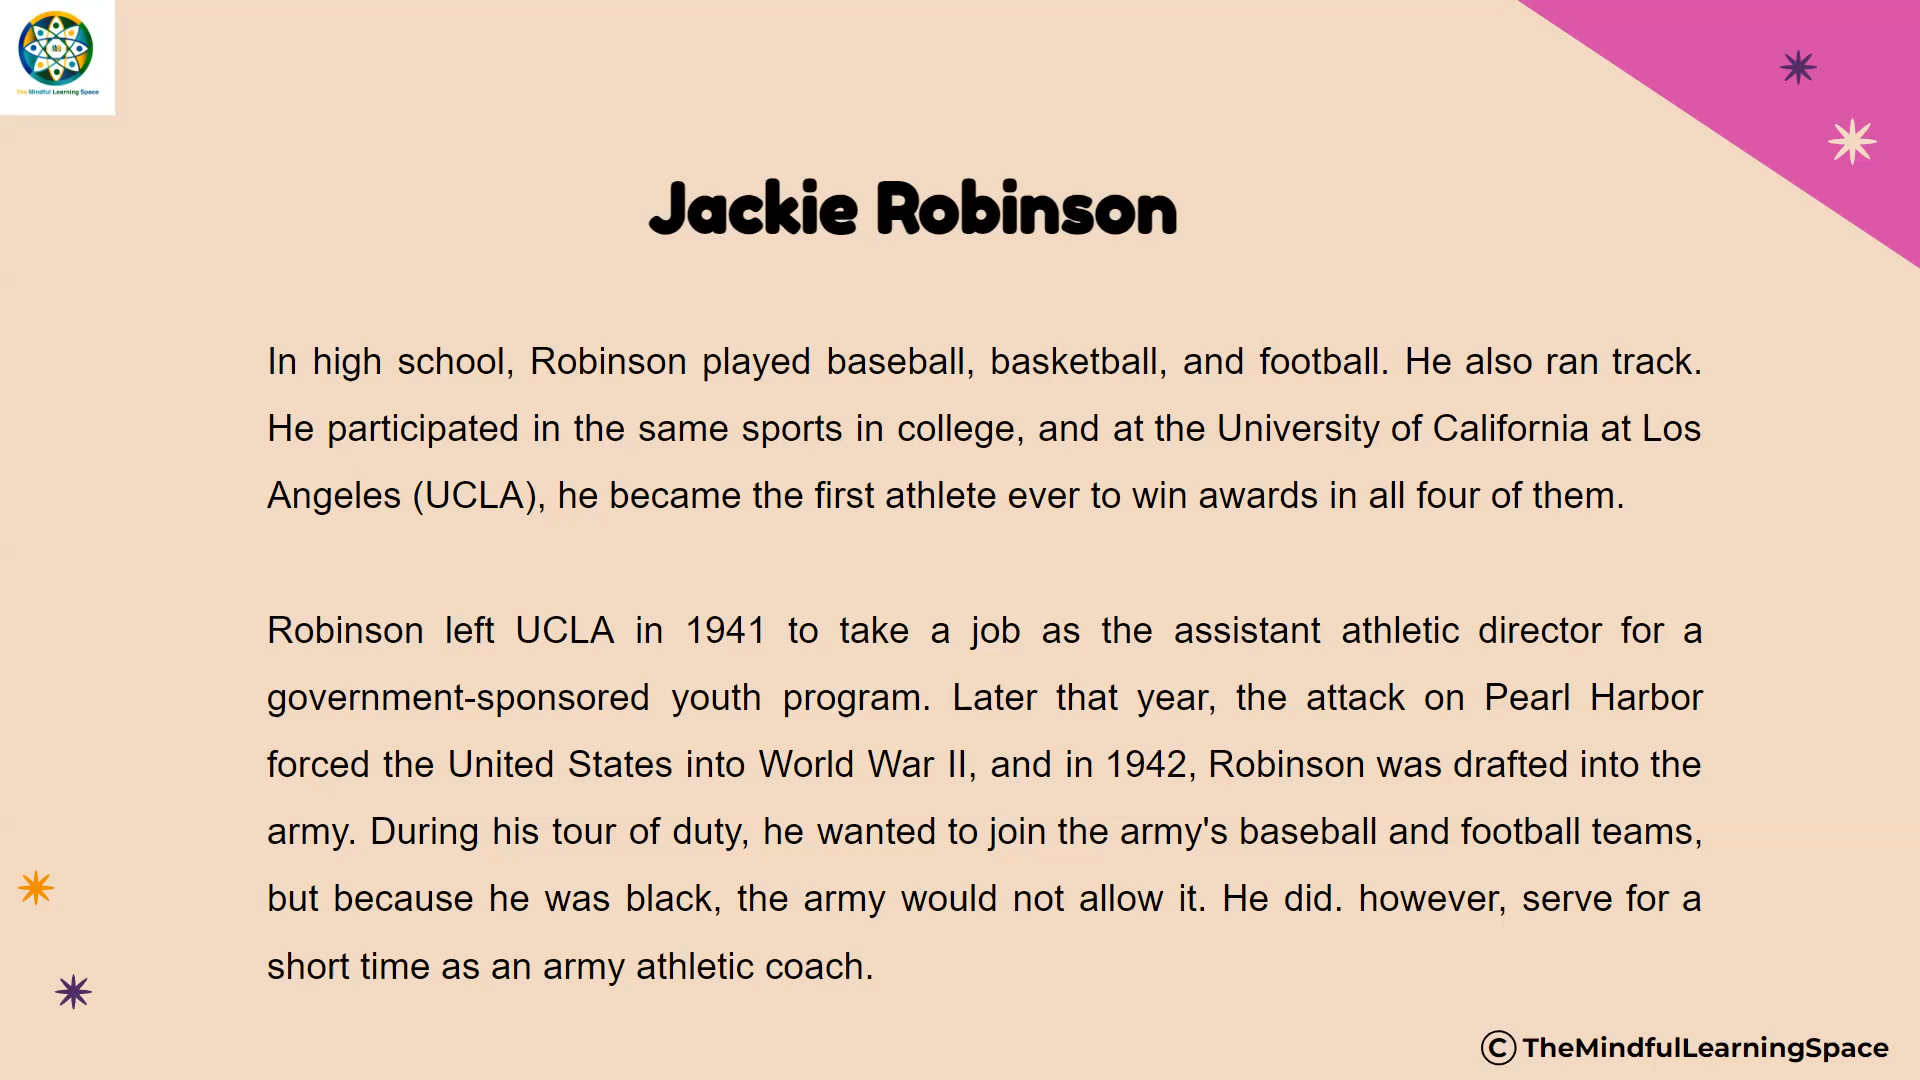 The Mindful Learning Space
Jackie Robinson
In high school, Robinson played baseball, basketball, and football. He also ran track.
He participated in the same sports in college, and at the University of California at Los
Angeles (UCLA), he became the first athlete ever to win awards in all four of them.
Robinson left UCLA in 1941 to take a job as the assistant athletic director for a
government-sponsored youth program. Later that year, the attack on Pearl Harbor
forced the United States into World War II, and in 1942, Robinson was drafted into the
army. During his tour of duty, he wanted to join the army's baseball and football teams,
but because he was black, the army would not allow it. He did. however, serve for a
short time as an army athletic coach.
© TheMindfulLearningSpace